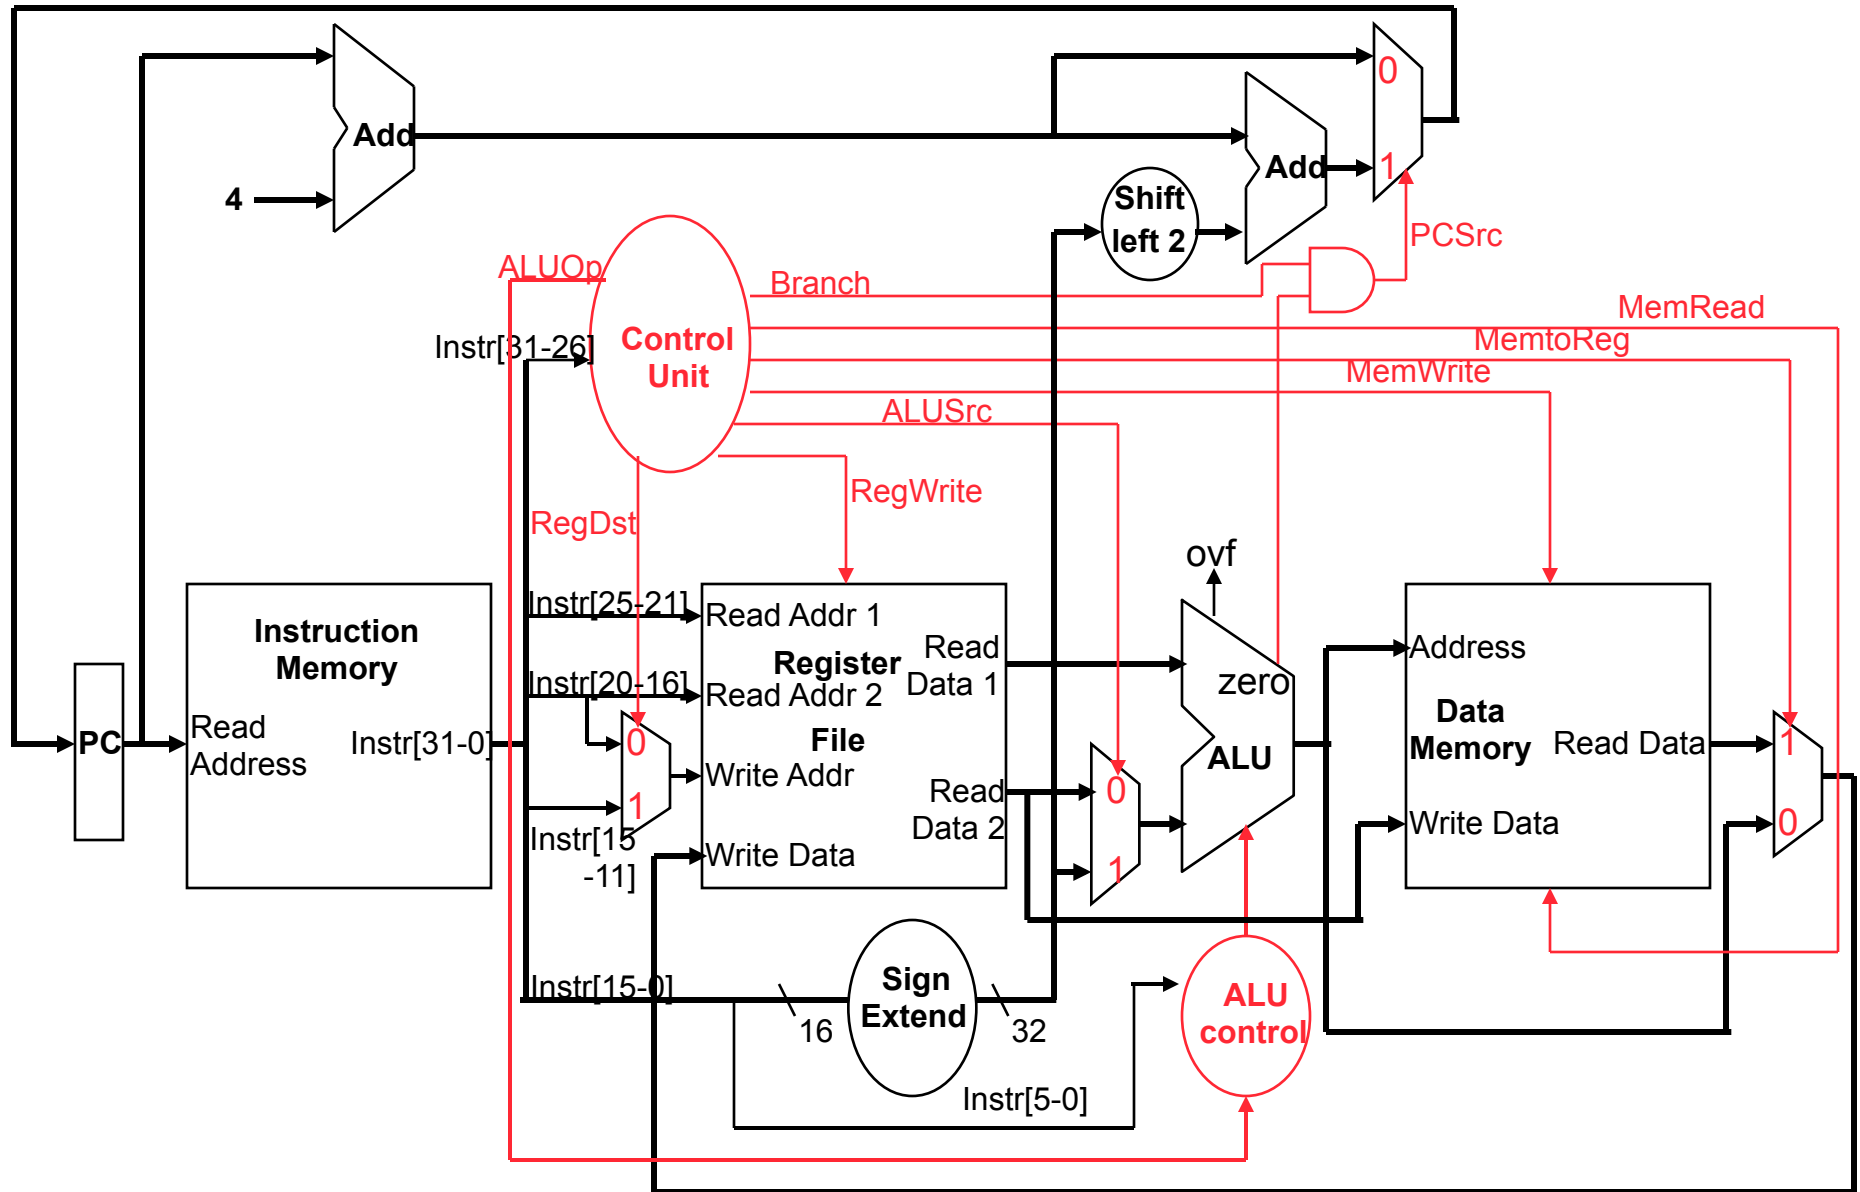 0
Add
Add
1
4
Shift
left 2
PCSrc
ALUOp
Branch
MemRead
Instr[31-26]
Control
Unit
MemtoReg
MemWrite
ALUSrc
RegWrite
RegDst
ovf
Instr[25-21]
Read Addr 1
Instruction
Memory
Register
File
Read
Data 1
Address
Instr[20-16]
Read Addr 2
zero
Data
Memory
PC
Read
Address
Instr[31-0]
0
Write Addr
ALU
Read Data
1
1
Read
Data 2
0
Write Data
0
Instr[15
-11]
Write Data
1
Instr[15-0]
Sign
Extend
16
32
ALU
control
Instr[5-0]